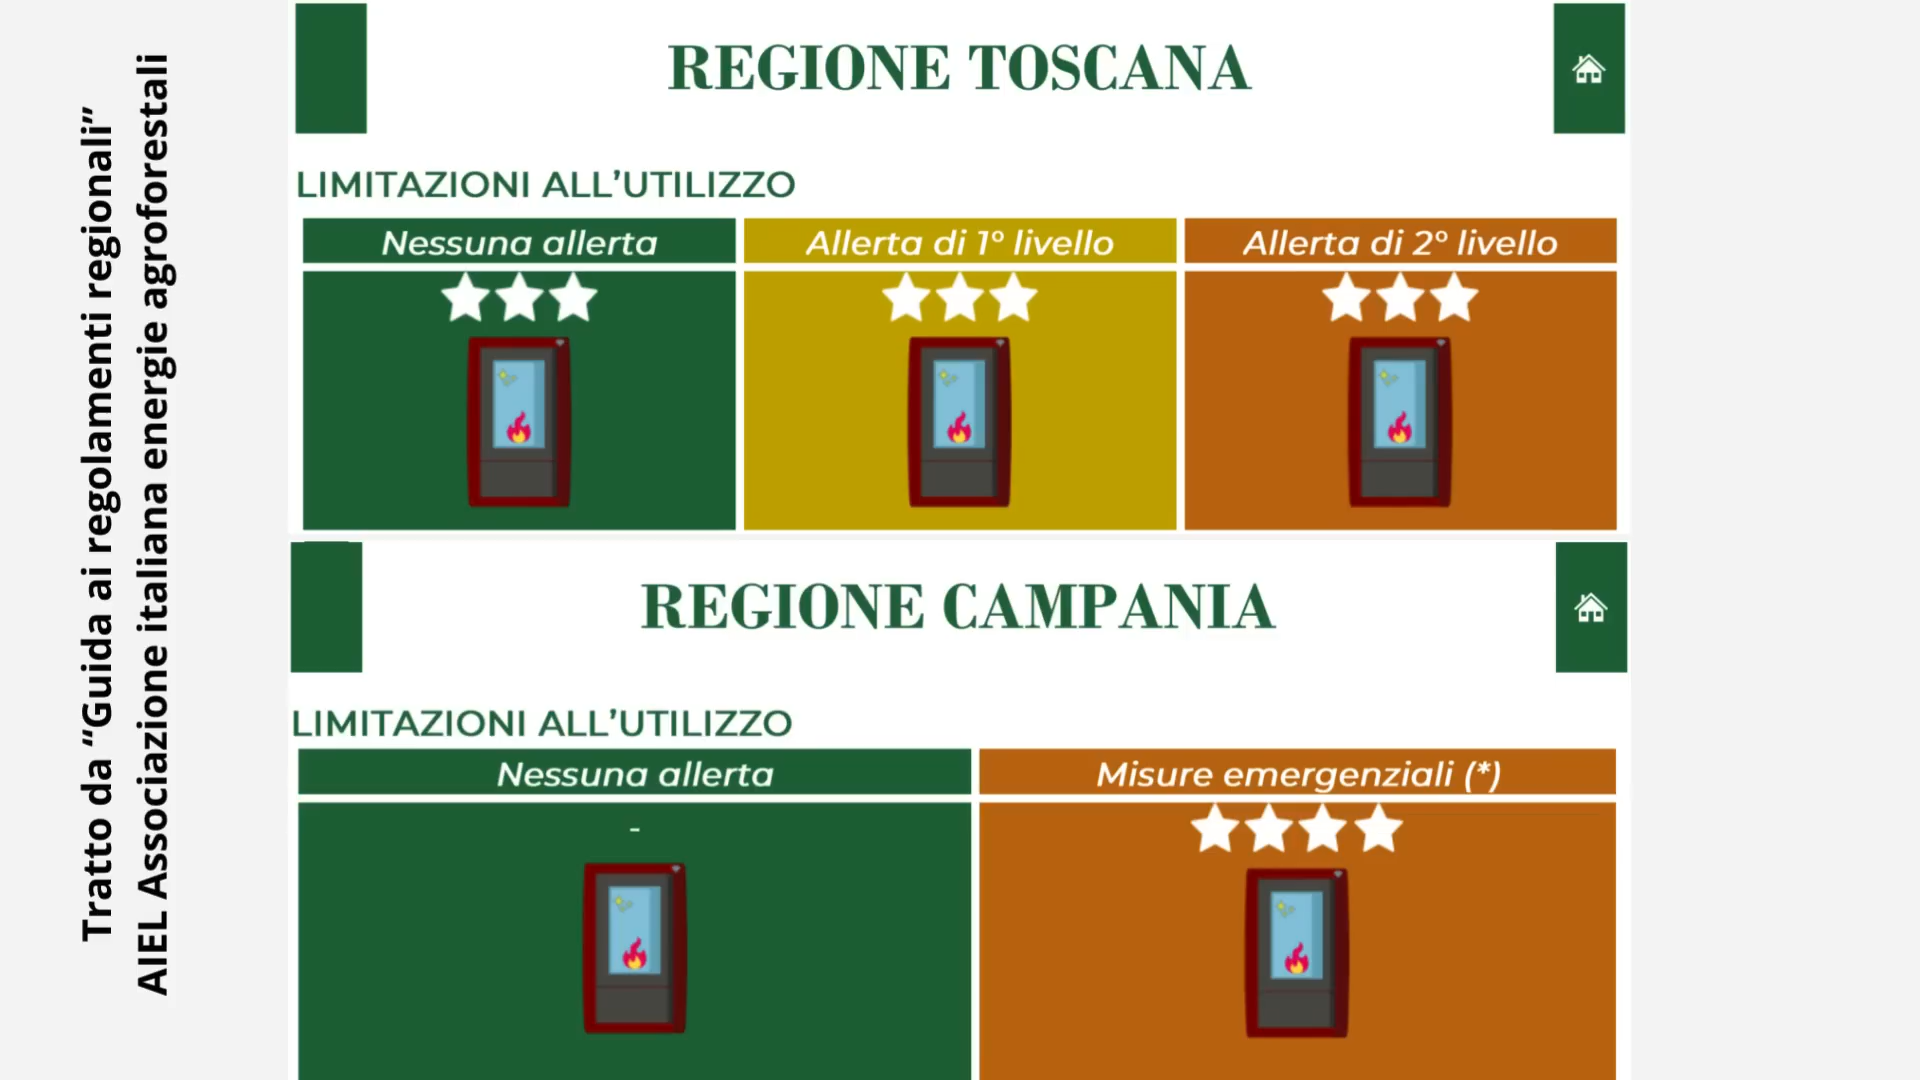 Tratto da “Guida ai regolamenti regionali”
AIEL Associazione italiana energie agroforestali
REGIONE TOSCANA
LIMITAZIONI ALL’UTILIZZO
Nessuna allerta
Allerta di 1° livello
Allerta di 2° livello
REGIONE CAMPANIA
LIMITAZIONI ALL’UTILIZZO
Nessuna allerta
Misure emergenziali (*)
-